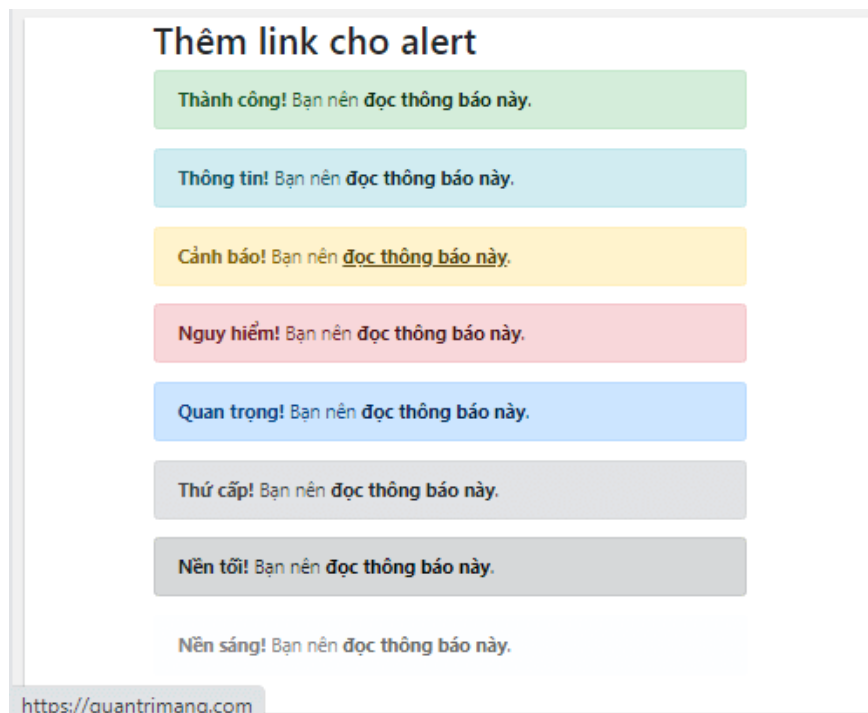 Thêm link cho alert
Thành công! Bạn nên đọc thông báo này.
Thông tin! Bạn nên đọc thông báo này.
Cảnh báo! Bạn nên đọc thông báo này.
Nguy hiểm! Bạn nên đọc thông báo này.
Quan trọng! Bạn nên đọc thông báo này.
Thứ cấp! Bạn nên đọc thông báo này.
Nền tối! Bạn nên đọc thông báo này.
Nền sáng! Bạn nên đọc thông báo này.
https://quantrimang.com